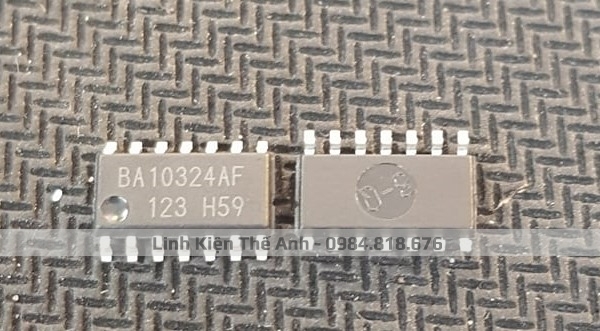 BA10324AF
123 H59
Linh Kiện Thế Anh - 0984.818.676